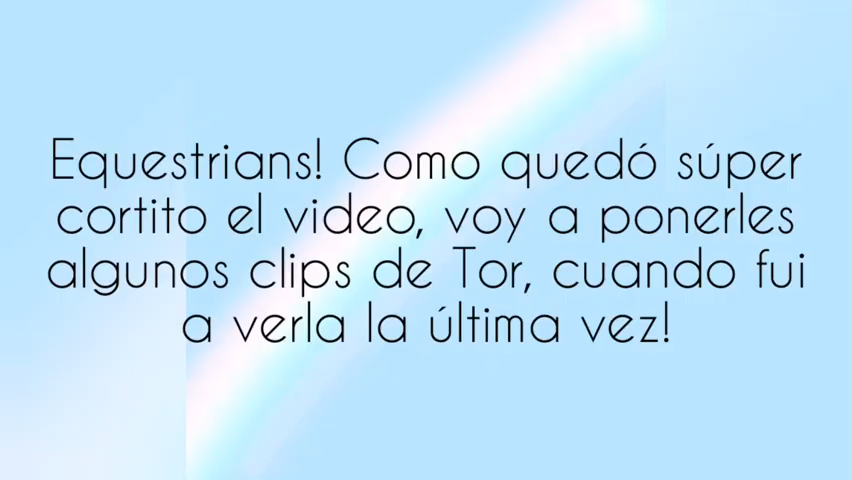 Equestrians! Como quedó súper
cortito el video, voy a ponerles
algunos clips de Tor, cuando fui
a verla la última vez!